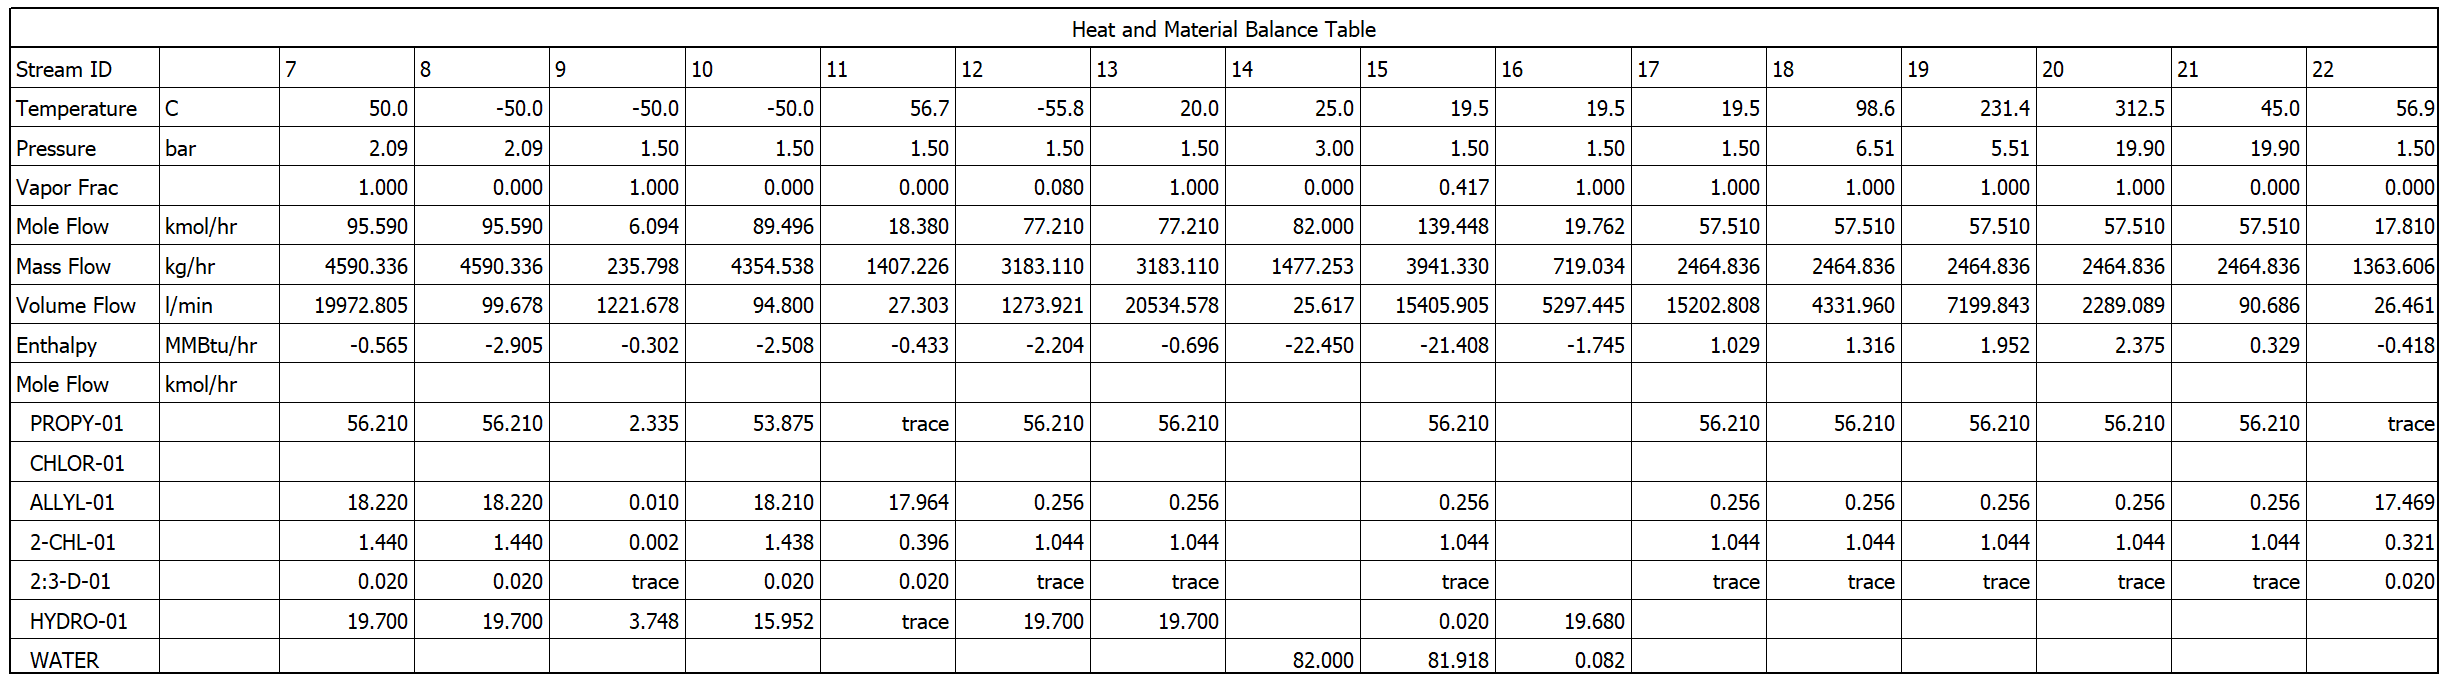 Heat and Material Balance Table
Stream ID 7 8 9 10 11 12 13 14 15 16 17 18 19 20 21 22
Temperature C 50.0 -50.0 -50.0 -50.0 56.7 -55.8 20.0 25.0 19.5 19.5 19.5 98.6 231.4 312.5 45.0 56.9
Pressure bar 2.09 2.09 1.50 1.50 1.50 1.50 1.50 3.00 1.50 1.50 1.50 6.51 5.51 19.90 19.90 1.50
Vapor Frac 1.000 0.000 1.000 0.000 0.000 0.080 1.000 0.000 0.417 1.000 1.000 1.000 1.000 1.000 0.000 0.000
Mole Flow kmol/hr 95.590 95.590 6.094 89.496 18.380 77.210 77.210 82.000 139.448 19.762 57.510 57.510 57.510 57.510 57.510 17.810
Mass Flow kg/hr 4590.336 4590.336 235.798 4354.538 1407.226 3183.110 3183.110 1477.253 3941.330 719.034 2464.836 2464.836 2464.836 2464.836 2464.836 1363.606
Volume Flow l/min 19972.805 99.678 1221.678 94.800 27.303 1273.921 20534.578 25.617 15405.905 5297.445 15202.808 4331.960 7199.843 2289.089 90.686 26.461
Enthalpy MMBtu/hr -0.565 -2.905 -0.302 -2.508 -0.433 -2.204 -0.696 -22.450 -21.408 -1.745 1.029 1.316 1.952 2.375 0.329 -0.418
Mole Flow kmol/hr
PROPY-01 56.210 56.210 2.335 53.875 trace 56.210 56.210 56.210 56.210 56.210 56.210 56.210 56.210 trace
CHLOR-01
ALLYL-01 18.220 18.220 0.010 18.210 17.964 0.256 0.256 0.256 0.256 0.256 0.256 0.256 0.256 17.469
2-CHL-01 1.440 1.440 0.002 1.438 0.396 1.044 1.044 1.044 1.044 1.044 1.044 1.044 1.044 0.321
2:3-D-01 0.020 0.020 trace 0.020 0.020 trace trace trace trace trace trace trace trace 0.020
HYDRO-01 19.700 19.700 3.748 15.952 trace 19.700 19.700 0.020 19.680
WATER 82.000 81.918 0.082